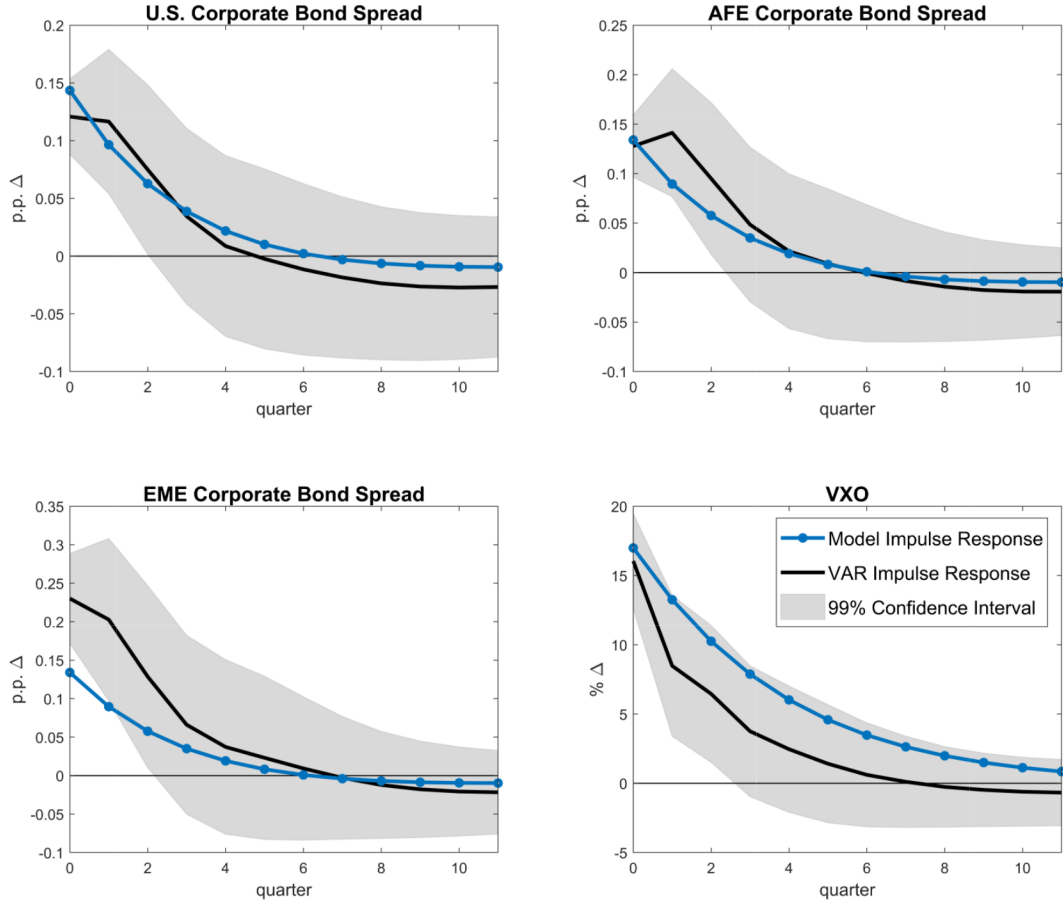 U.S. Corporate Bond Spread
0.2
0.15
0.1
0.05
0
-0.05
-0.1
p.p. Δ
0 2 4 6 8 10
quarter
AFE Corporate Bond Spread
0.25
0.2
0.15
0.1
0.05
0
-0.05
-0.1
p.p. Δ
0 2 4 6 8 10
quarter
EME Corporate Bond Spread
0.35
0.3
0.25
0.2
0.15
0.1
0.05
0
-0.05
-0.1
p.p. Δ
0 2 4 6 8 10
quarter
VXO
20
15
10
5
0
-5
% Δ
Model Impulse Response
VAR Impulse Response
99% Confidence Interval
0 2 4 6 8 10
quarter